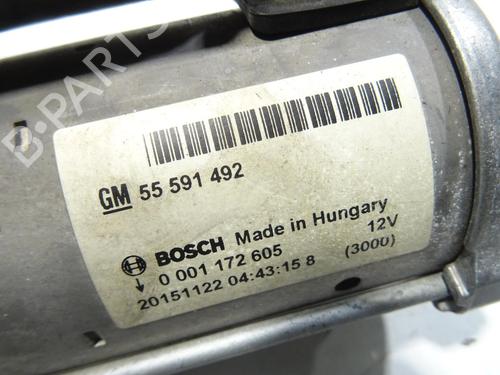 GM 55 591 492
BOSCH Made in Hungary
0 001 172 605 12V
20151122 04:43:15 8 (3000)
B-PARTS